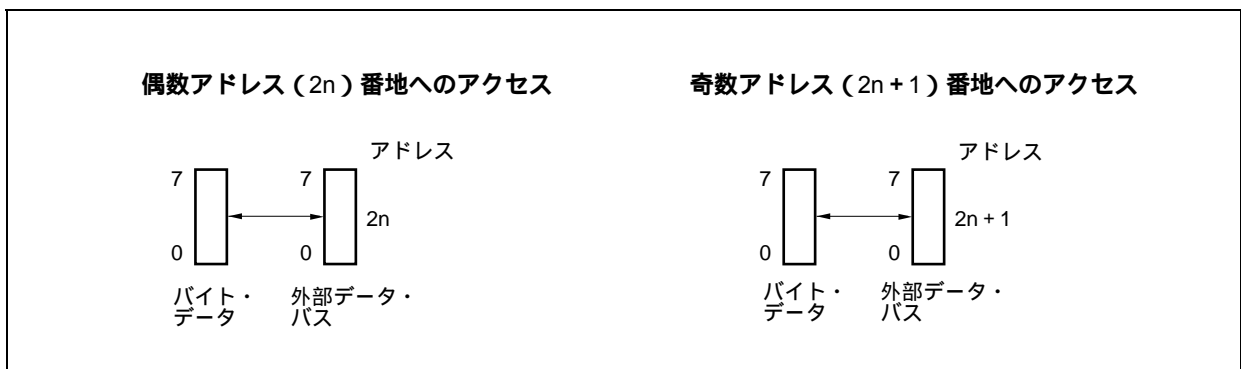 偶数アドレス（2n）番地へのアクセス
アドレス
7
7
2n
0
0
バイト・
データ
外部データ・
バス
奇数アドレス（2n＋1）番地へのアクセス
アドレス
7
7
2n + 1
0
0
バイト・
データ
外部データ・
バス